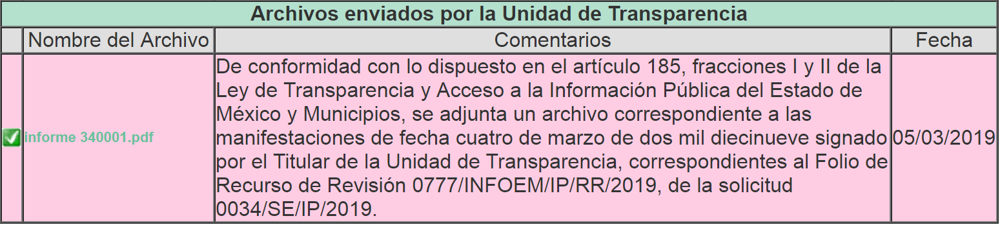 Archivos enviados por la Unidad de Transparencia
Nombre del Archivo Comentarios Fecha
De conformidad con lo dispuesto en el artículo 185, fracciones I y II de la
Ley de Transparencia y Acceso a la Información Pública del Estado de
México y Municipios, se adjunta un archivo correspondiente a las
informe 340001.pdf manifestaciones de fecha cuatro de marzo de dos mil diecinueve signado 05/03/2019
por el Titular de la Unidad de Transparencia, correspondientes al Folio de
Recurso de Revisión 0777/INFOEM/IP/RR/2019, de la solicitud
0034/SE/IP/2019.